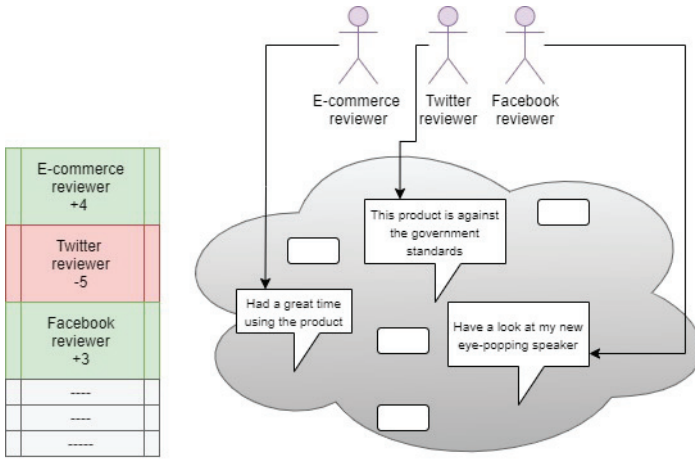 E-commerce
reviewer
Twitter
reviewer
Facebook
reviewer
E-commerce
reviewer
+4
Twitter
reviewer
-5
Facebook
reviewer
+3
----
----
-----
This product is against
the government
standards
Had a great time
using the product
Have a look at my new
eye-popping speaker